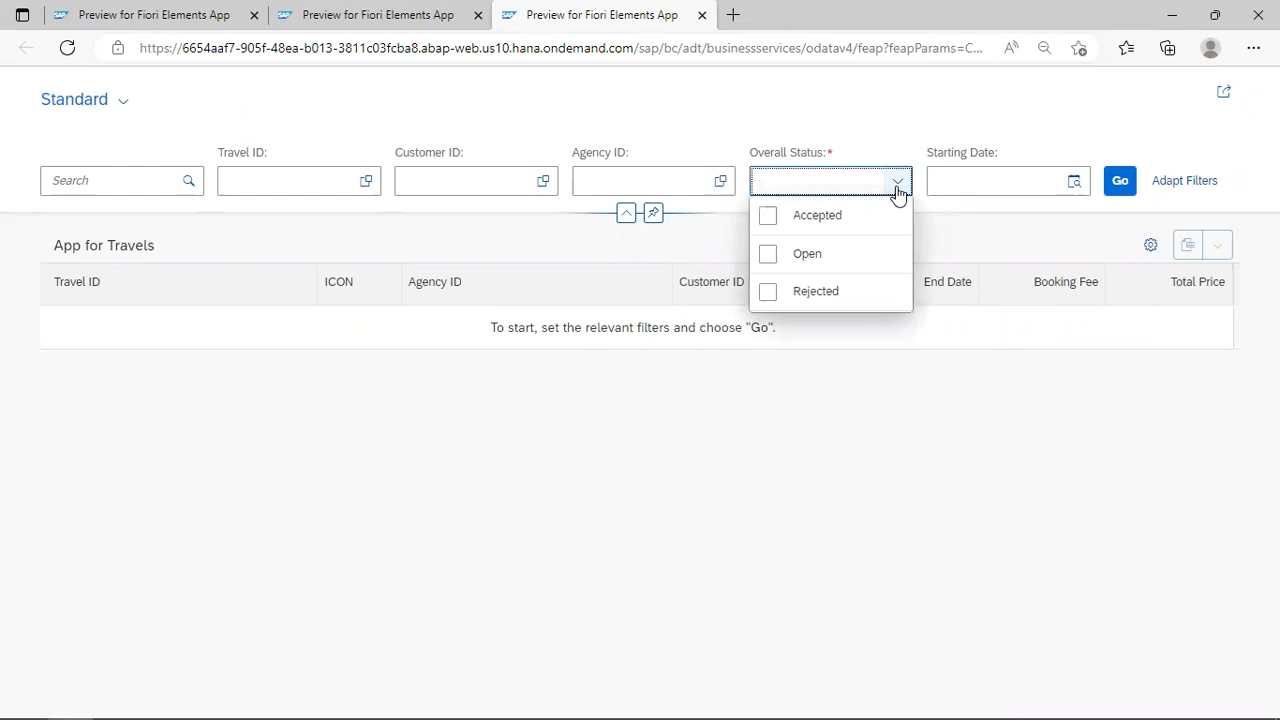 SAP Preview for Fiori Elements App
SAP Preview for Fiori Elements App
SAP Preview for Fiori Elements App
https://6654aaf7-905f-48ea-b013-3811c03fcba8.abap-web.us10.hana.ondemand.com/sap/bc/adt/businessservices/odatav4/feap?feapParams=C...
Standard
Travel ID:
Customer ID:
Agency ID:
Overall Status:*
Starting Date:
Search
Go
Adapt Filters
Accepted
Open
Rejected
App for Travels
Travel ID
ICON
Agency ID
Customer ID
End Date
Booking Fee
Total Price
To start, set the relevant filters and choose "Go".